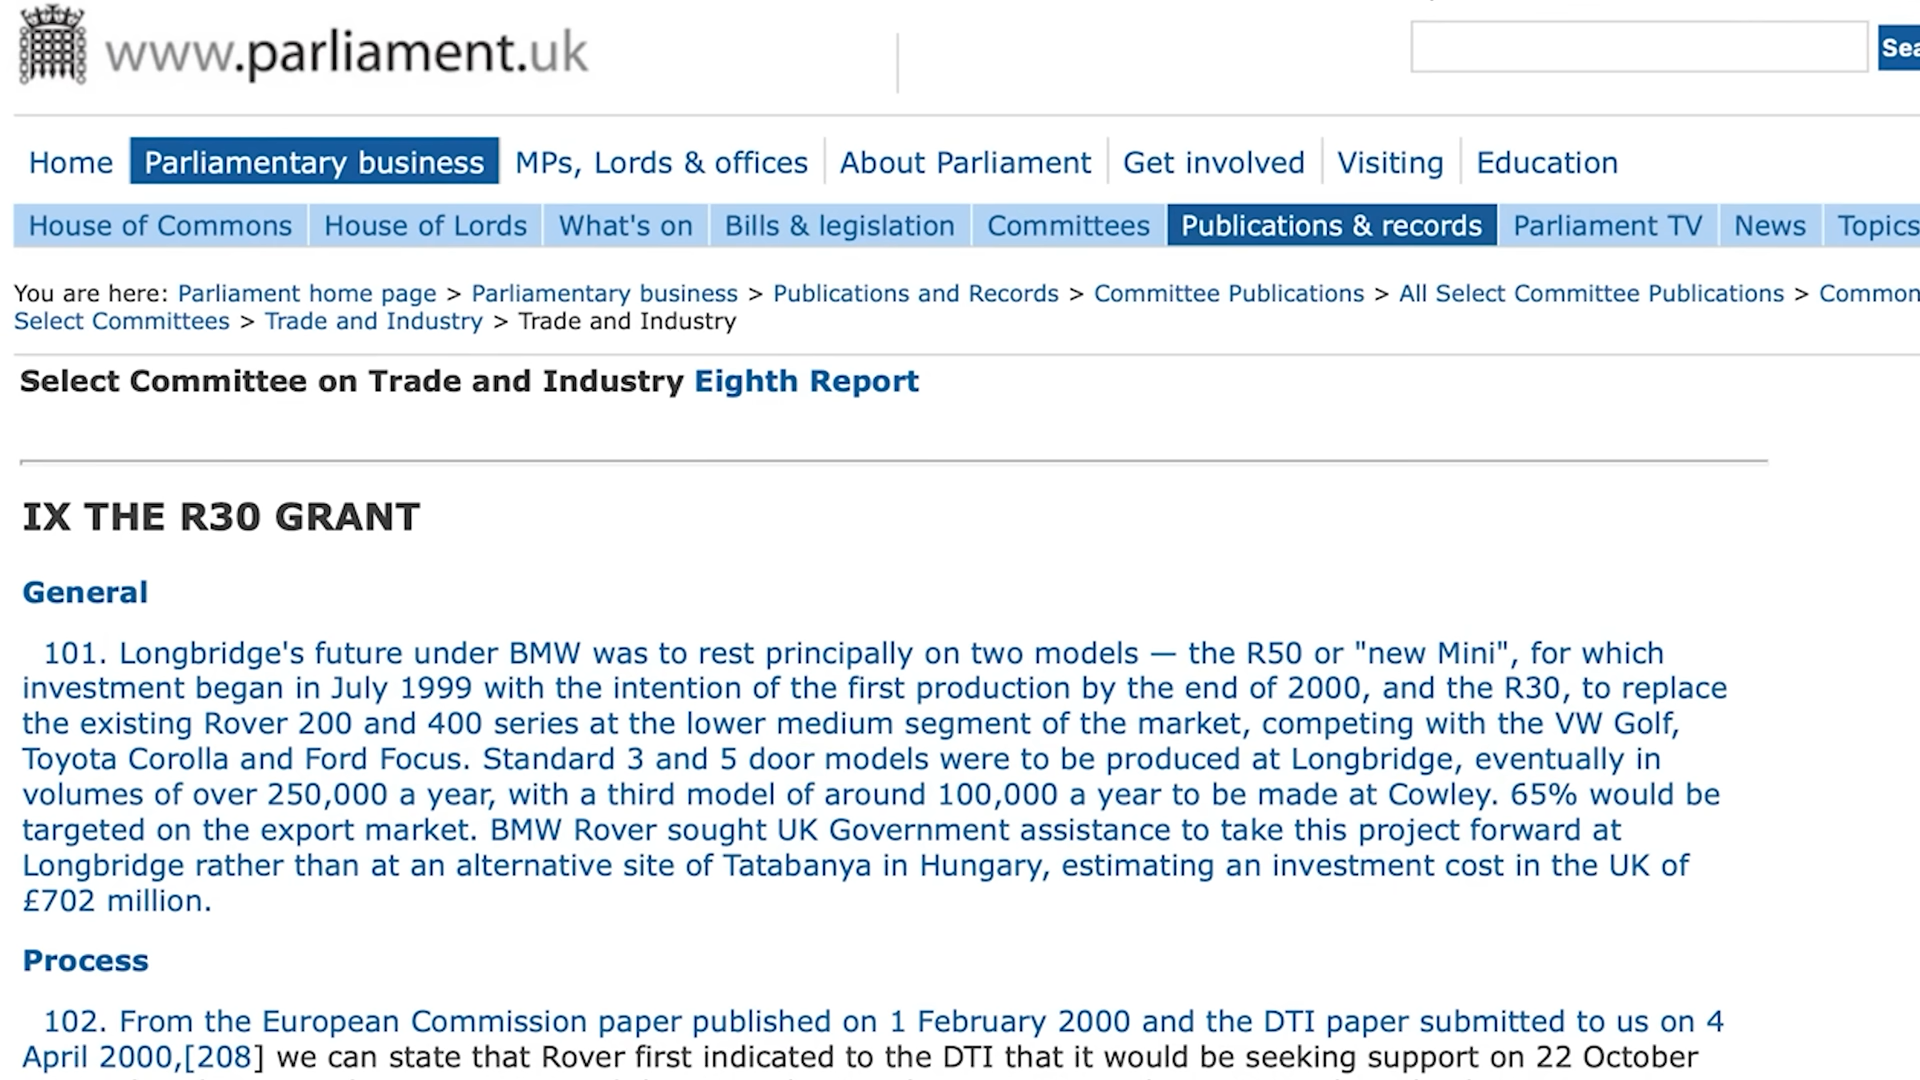 www.parliament.uk
Home Parliamentary business MPs, Lords & offices About Parliament Get involved Visiting Education
House of Commons House of Lords What's on Bills & legislation Committees Publications & records Parliament TV News Topics
You are here: Parliament home page > Parliamentary business > Publications and Records > Committee Publications > All Select Committee Publications > Common
Select Committees > Trade and Industry > Trade and Industry
Select Committee on Trade and Industry Eighth Report
IX THE R30 GRANT
General
101. Longbridge's future under BMW was to rest principally on two models — the R50 or "new Mini", for which
investment began in July 1999 with the intention of the first production by the end of 2000, and the R30, to replace
the existing Rover 200 and 400 series at the lower medium segment of the market, competing with the VW Golf,
Toyota Corolla and Ford Focus. Standard 3 and 5 door models were to be produced at Longbridge, eventually in
volumes of over 250,000 a year, with a third model of around 100,000 a year to be made at Cowley. 65% would be
targeted on the export market. BMW Rover sought UK Government assistance to take this project forward at
Longbridge rather than at an alternative site of Tatabanya in Hungary, estimating an investment cost in the UK of
£702 million.
Process
102. From the European Commission paper published on 1 February 2000 and the DTI paper submitted to us on 4
April 2000,[208] we can state that Rover first indicated to the DTI that it would be seeking support on 22 October